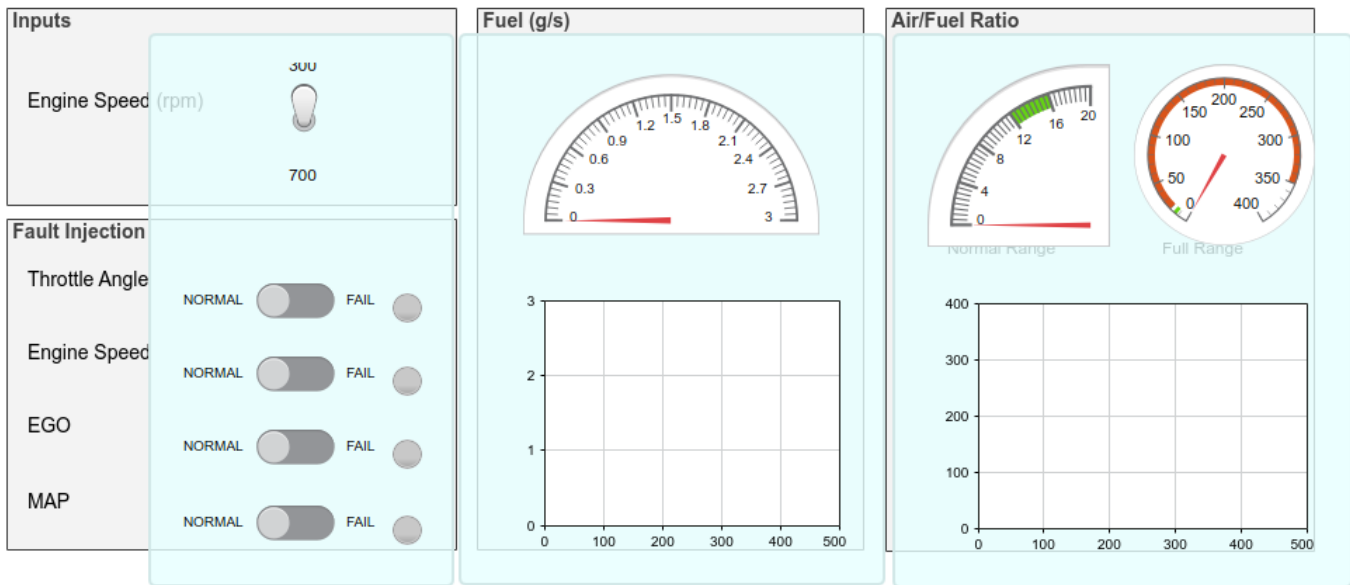 Inputs
300
Engine Speed (rpm)
700
Fault Injection
Throttle Angle
NORMAL FAIL
Engine Speed
NORMAL FAIL
EGO
NORMAL FAIL
MAP
NORMAL FAIL
Fuel (g/s)
0 0.3 0.6 0.9 1.2 1.5 1.8 2.1 2.4 2.7 3
3
2
1
0
0 100 200 300 400 500
Air/Fuel Ratio
0 4 8 12 16 20
Normal Range
0 50 100 150 200 250 300 350 400
Full Range
400
300
200
100
0
0 100 200 300 400 500